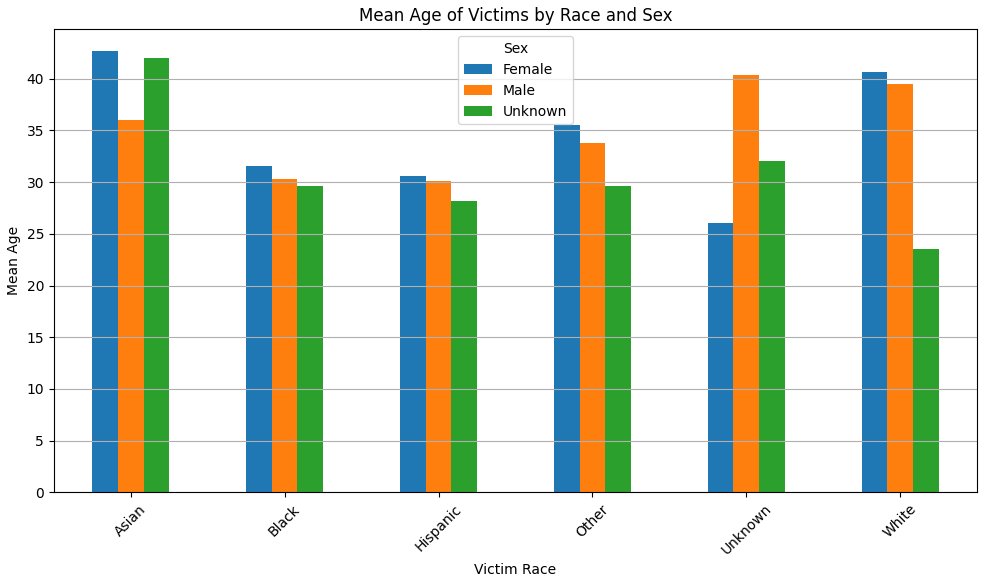 Mean Age of Victims by Race and Sex
Sex
Female
Male
Unknown
Mean Age
40
35
30
25
20
15
10
5
0
Asian
Black
Hispanic
Other
Unknown
White
Victim Race